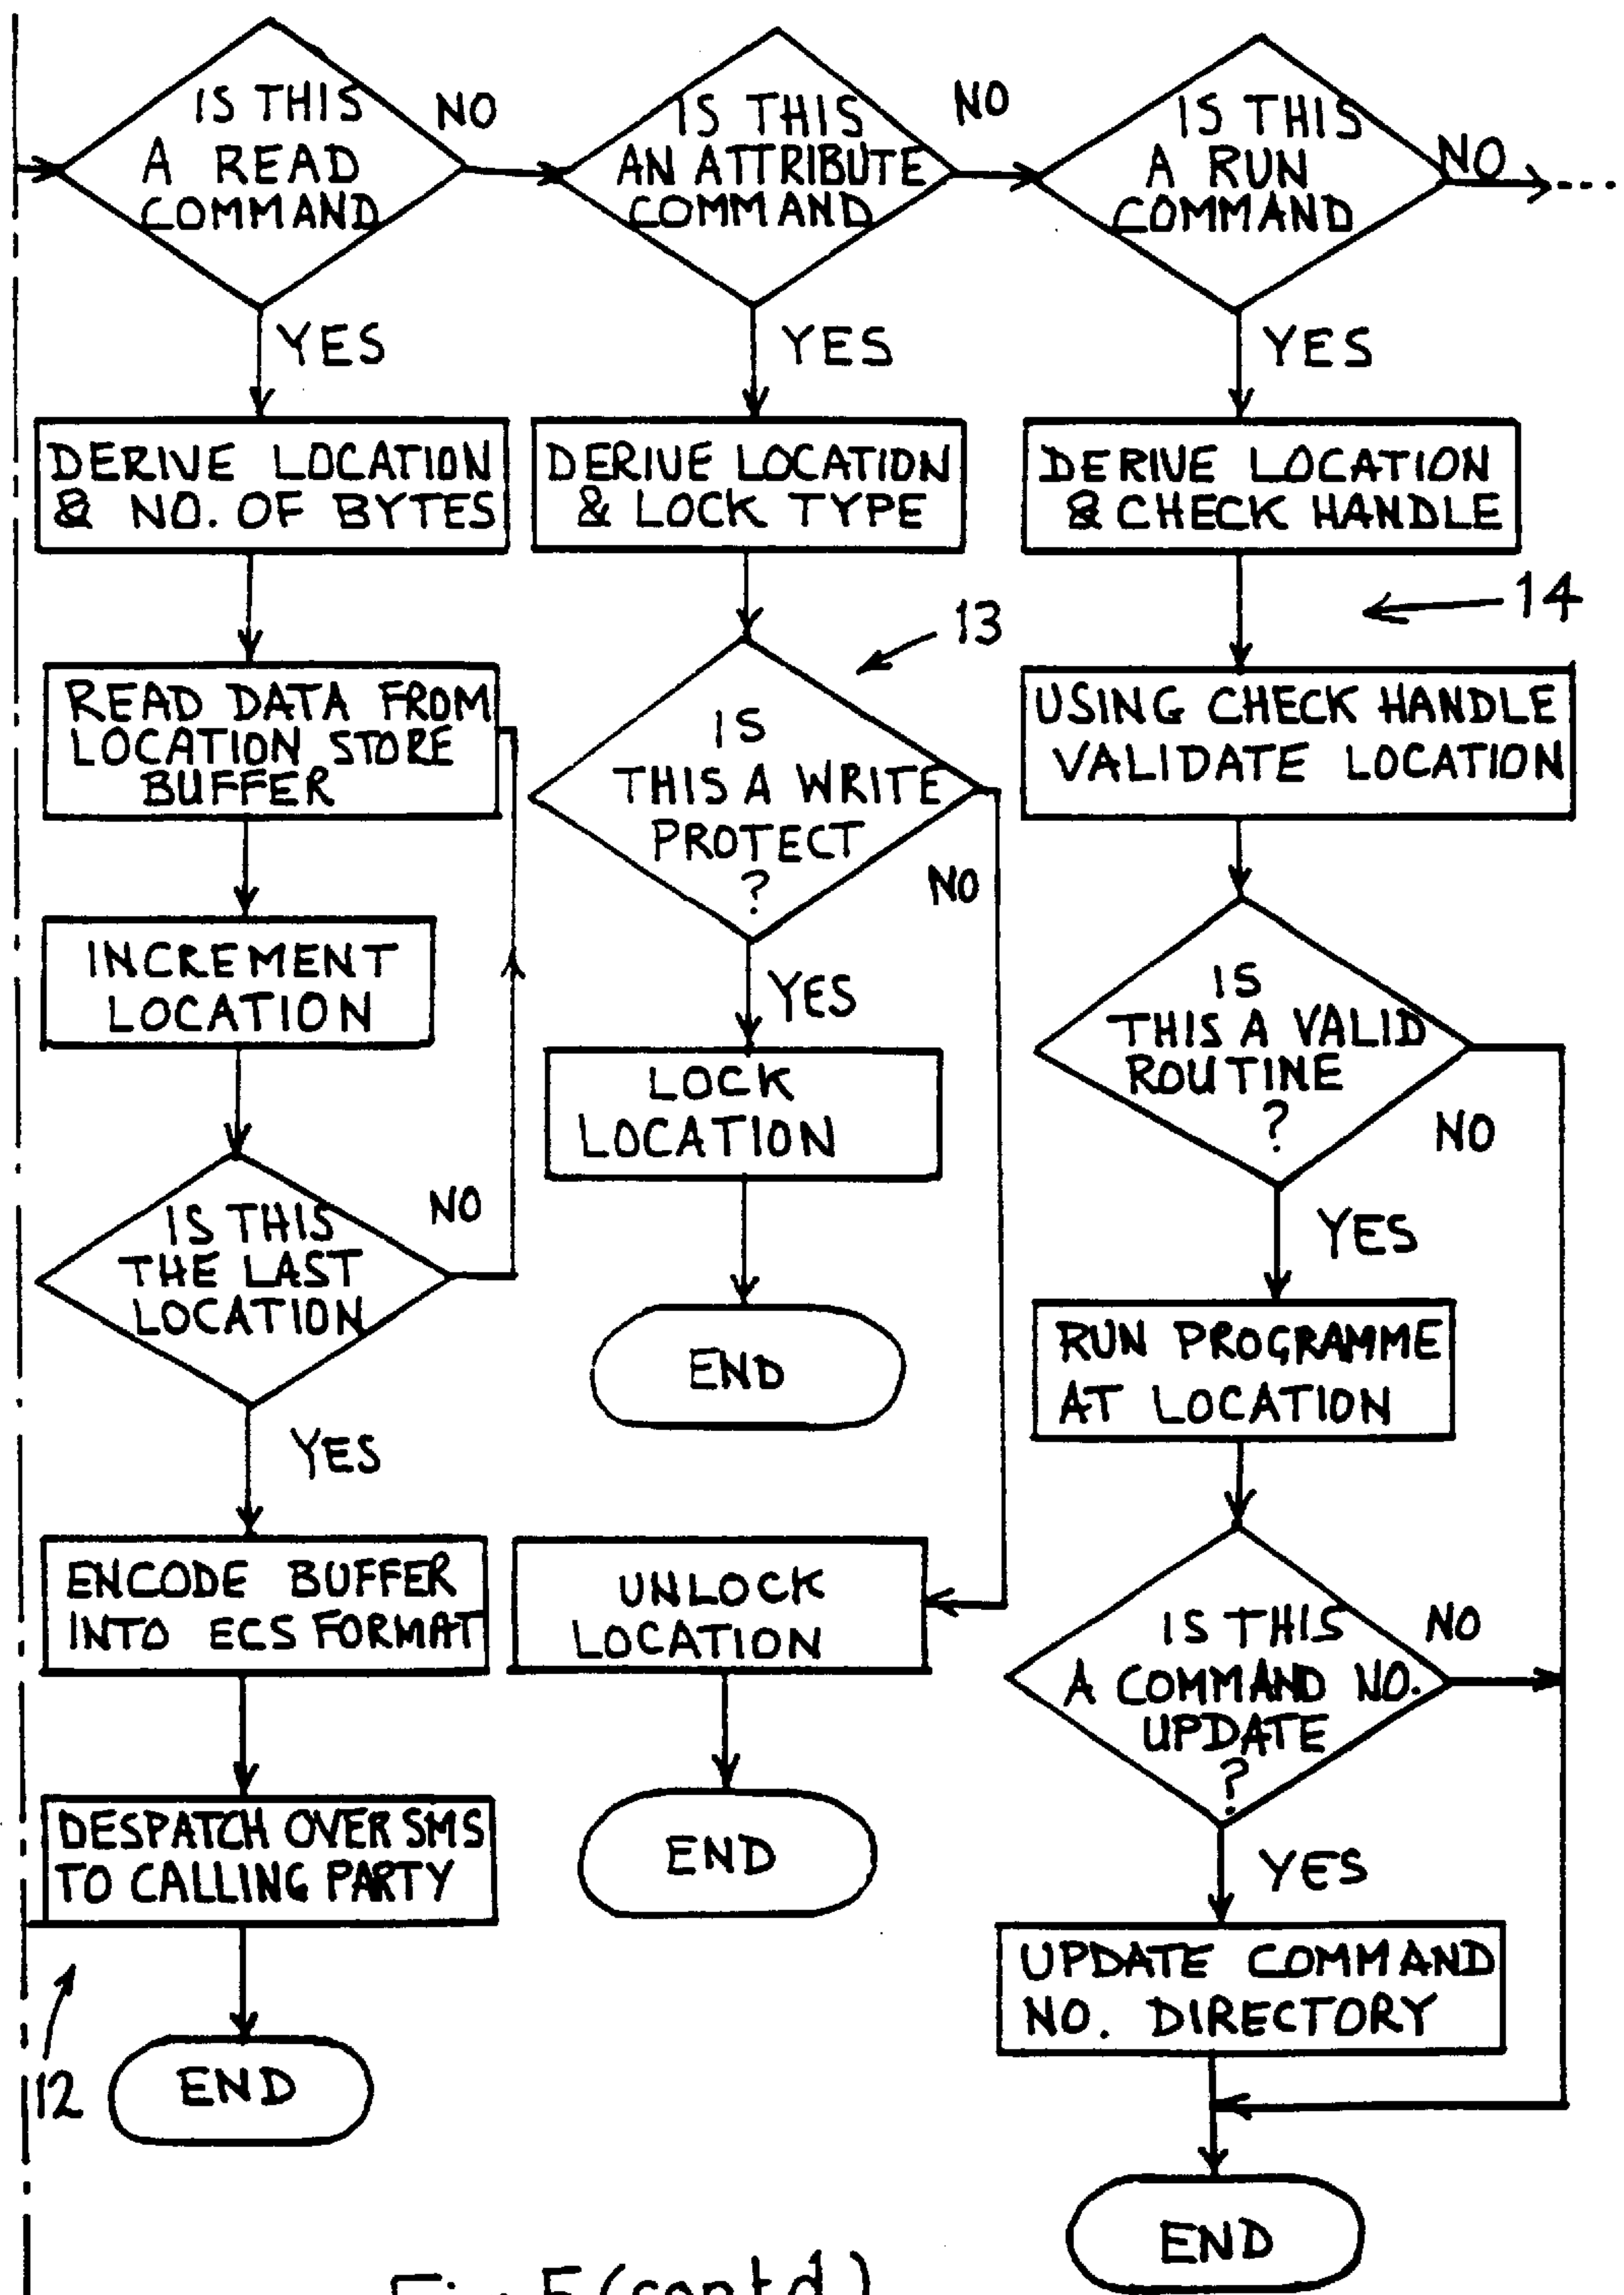 IS THIS
A READ
COMMAND
NO
YES
DERIVE LOCATION
& NO. OF BYTES
READ DATA FROM
LOCATION STORE
BUFFER
INCREMENT
LOCATION
IS THIS
THE LAST
LOCATION
NO
YES
ENCODE BUFFER
INTO ECS FORMAT
DESPATCH OVER SMS
TO CALLING PARTY
12
END
IS THIS
AN ATTRIBUTE
COMMAND
NO
YES
DERIVE LOCATION
& LOCK TYPE
13
IS
THIS A WRITE
PROTECT
?
NO
YES
LOCK
LOCATION
END
UNLOCK
LOCATION
END
IS THIS
A RUN
COMMAND
NO
YES
DERIVE LOCATION
& CHECK HANDLE
14
USING CHECK HANDLE
VALIDATE LOCATION
IS
THIS A VALID
ROUTINE
?
NO
YES
RUN PROGRAMME
AT LOCATION
IS THIS
A COMMAND NO.
UPDATE
?
NO
YES
UPDATE COMMAND
NO. DIRECTORY
END
Fig 5 (contd.)